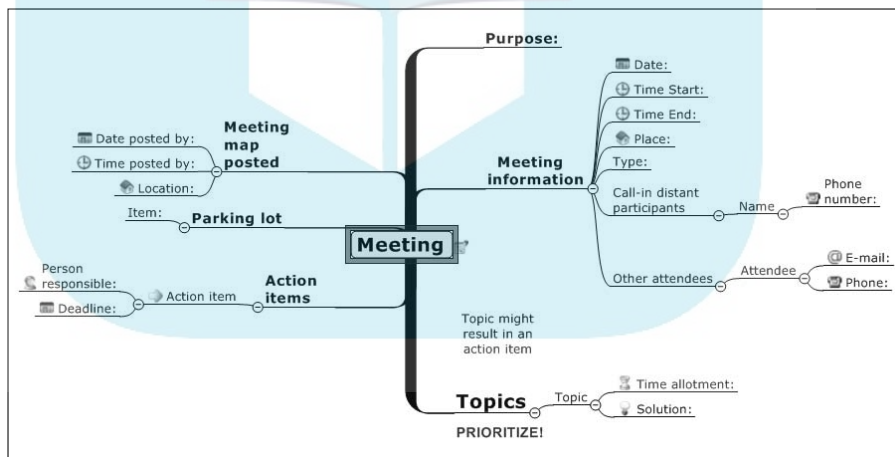 Purpose:
Date:
Time Start:
Time End:
Place:
Type:
Meeting
information
Call-in distant
participants
Name
Phone
number:
Other attendees
Attendee
E-mail:
Phone:
Meeting
map
posted
Date posted by:
Time posted by:
Location:
Parking lot
Item:
Meeting
Action
items
Action item
Person
responsible:
Deadline:
Topic might
result in an
action item
Topics
PRIORITIZE!
Topic
Time allotment:
Solution: